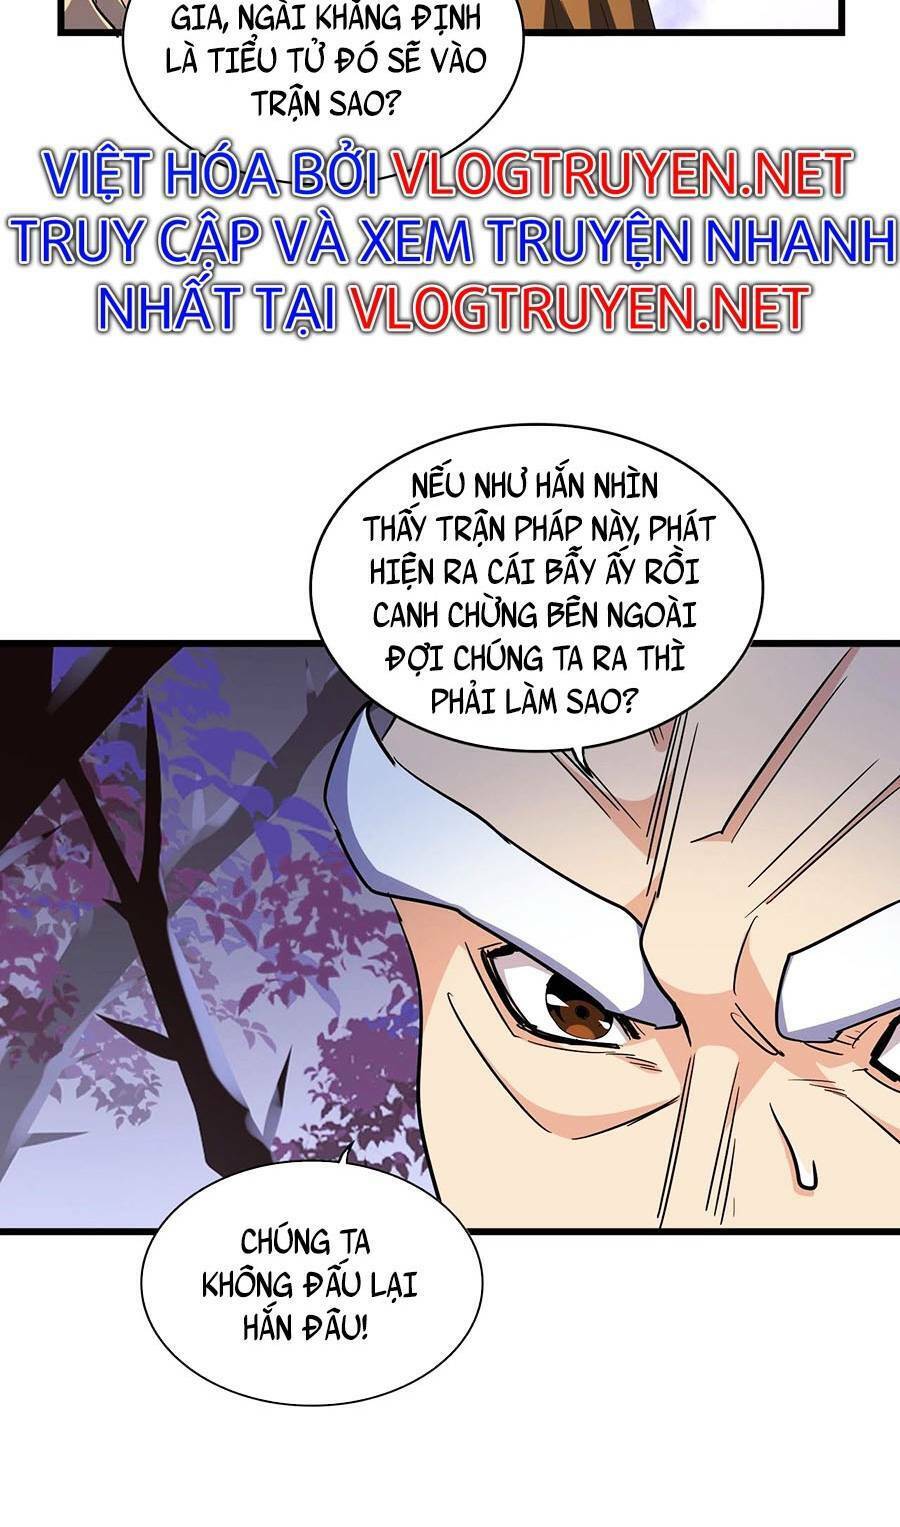 GIA, NGÀI KHẲNG ĐỊNH
LÀ TIỂU TỬ ĐÓ SẼ VÀO
TRẬN SAO?
VIỆT HÓA BỞI VLOGTRUYEN.NET
TRUY CẬP VÀ XEM TRUYỆN NHANH
NHẤT TẠI VLOGTRUYEN.NET
NẾU NHƯ HẮN NHÌN
THẤY TRẬN PHÁP NÀY, PHÁT
HIỆN RA CÁI BẪY ẤY RỒI
CANH CHỪNG BÊN NGOÀI
ĐỢI CHÚNG TA RA THÌ
PHẢI LÀM SAO?
CHÚNG TA
KHÔNG ĐẤU LẠI
HẮN ĐÂU!